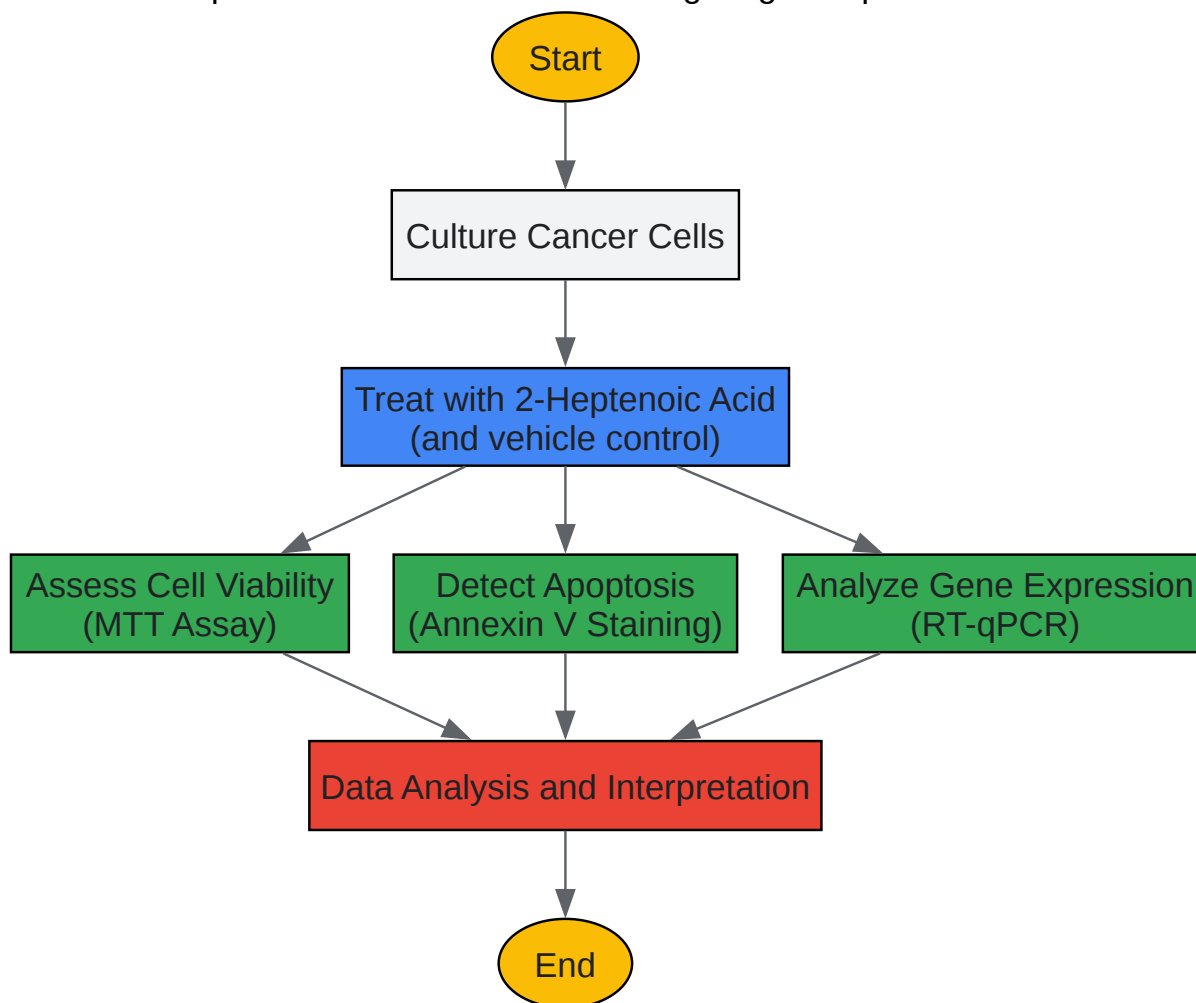 Start
Culture Cancer Cells
Treat with 2-Heptenoic Acid
(and vehicle control)
Assess Cell Viability
(MTT Assay)
Detect Apoptosis
(Annexin V Staining)
Analyze Gene Expression
(RT-qPCR)
Data Analysis and Interpretation
End